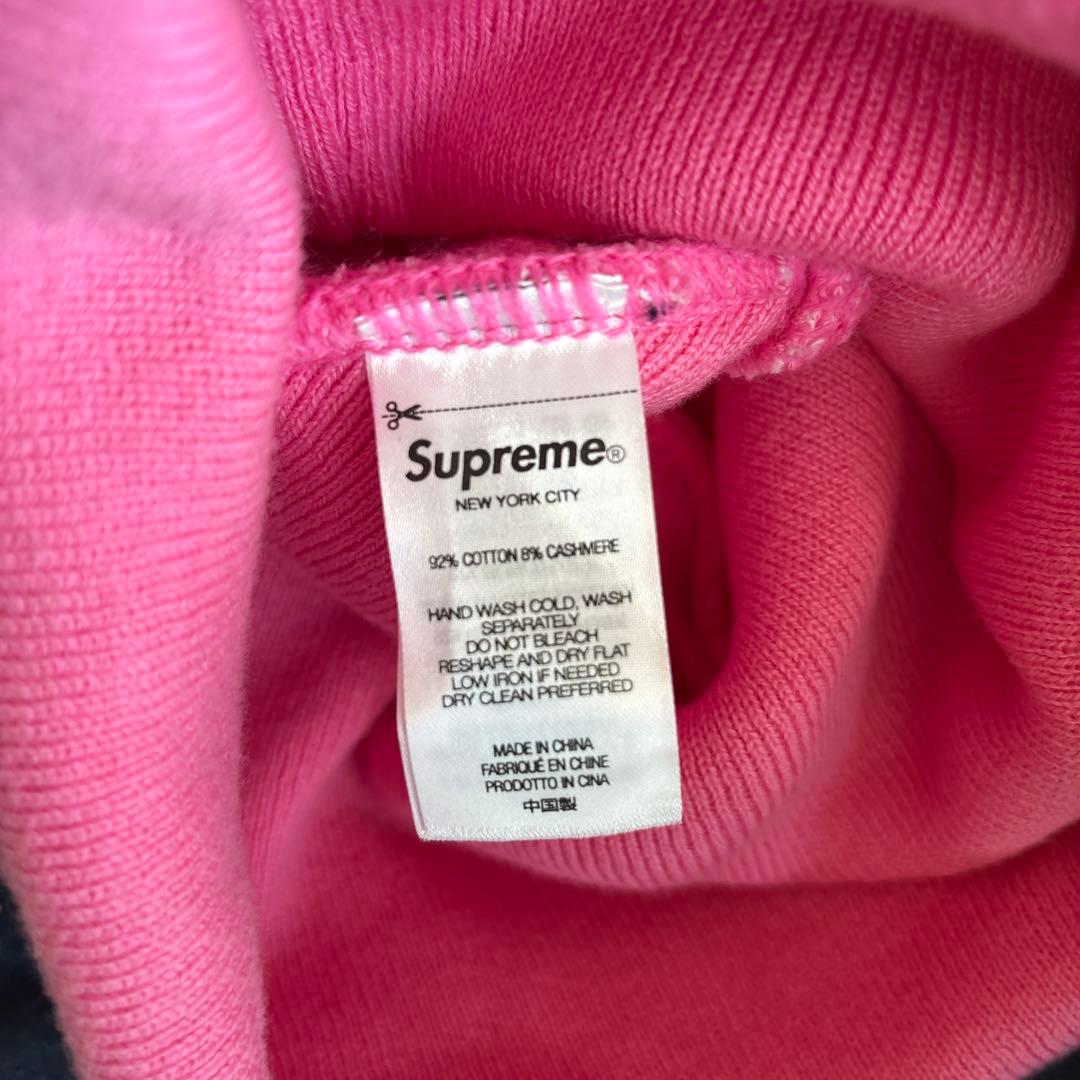 Supreme®
NEW YORK CITY
92% COTTON 8% CASHMERE
HAND WASH COLD, WASH
SEPARATELY
DO NOT BLEACH
RESHAPE AND DRY FLAT
LOW IRON IF NEEDED
DRY CLEAN PREFERRED
MADE IN CHINA
FABRIQUÉ EN CHINE
PRODOTTO IN CINA
中国製